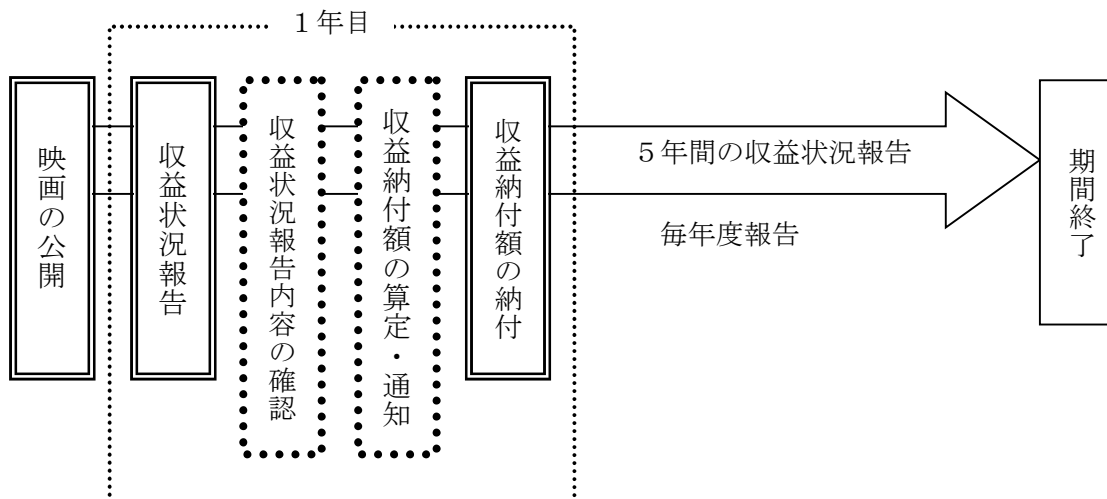 １年目
映画の公開
収益状況報告
収益状況報告内容の確認
収益納付額の算定・通知
収益納付額の納付
５年間の収益状況報告
毎年度報告
期間終了